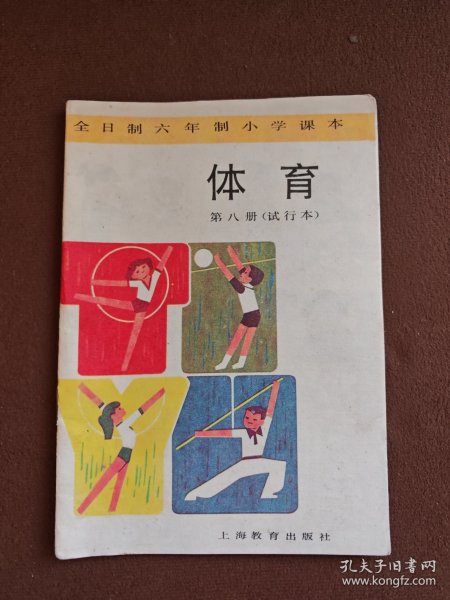 全日制六年制小学课本
体育
第八册(试行本)
上海教育出版社
孔夫子旧书网
www.kongfz.com